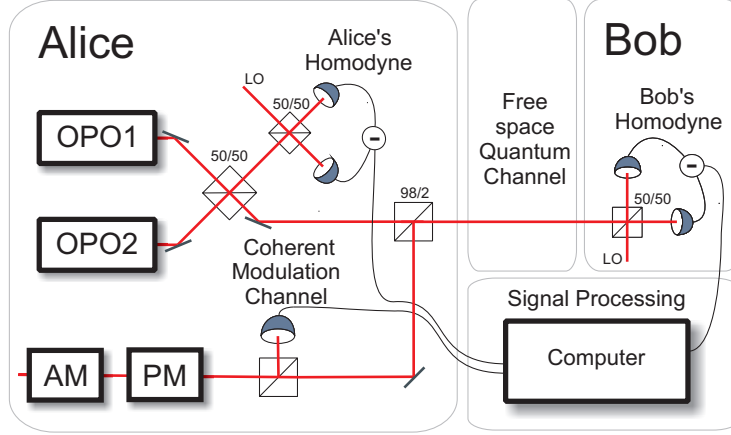 Alice
Alice's
Homodyne
LO
50/50
OPO1
50/50
OPO2
98/2
Coherent
Modulation
Channel
AM
PM
Free
space
Quantum
Channel
Bob
Bob's
Homodyne
50/50
LO
Signal Processing
Computer